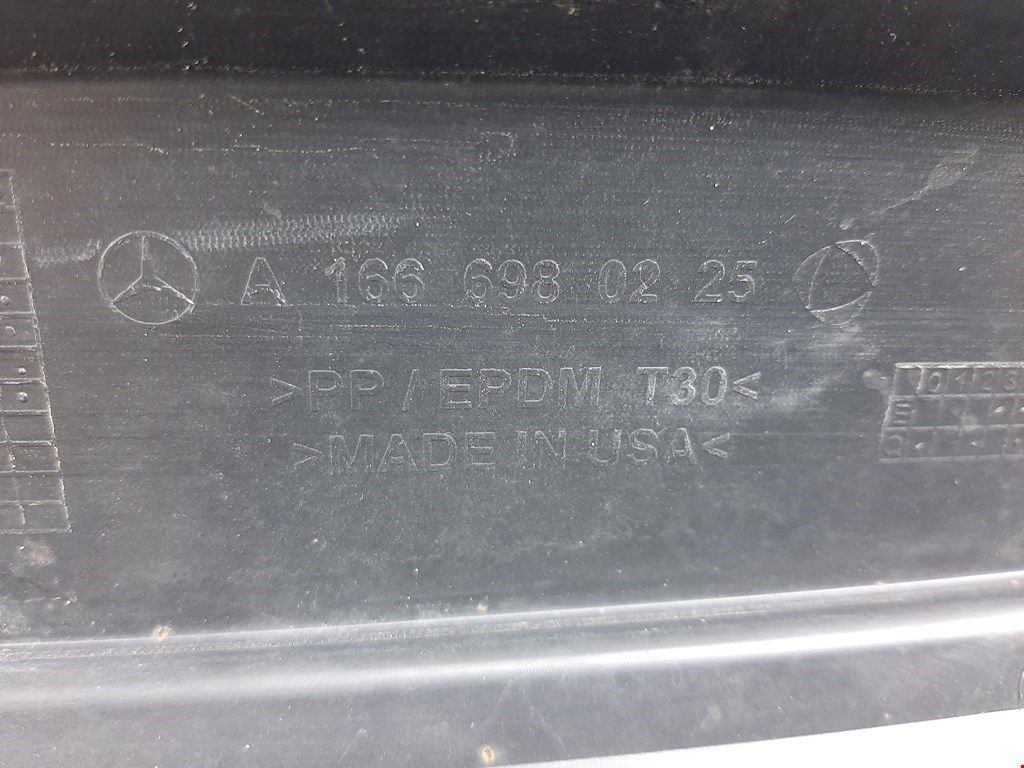 A 166 698 02 25
>PP / EPDM T30<
>MADE IN USA<